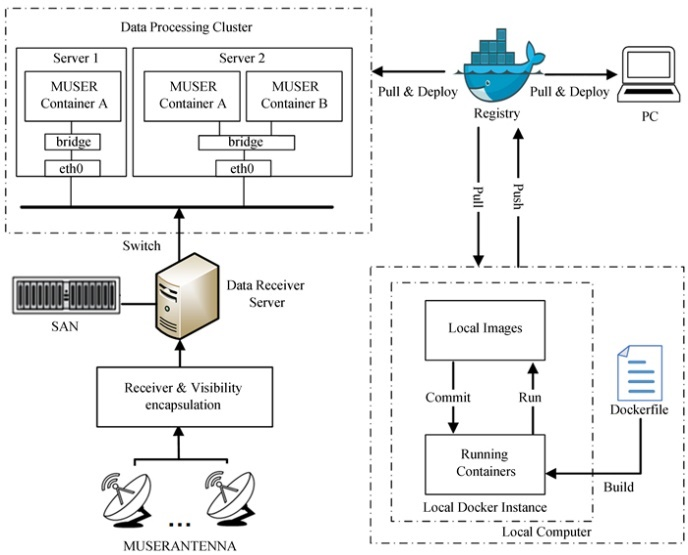 Data Processing Cluster
Server 1
Server 2
MUSER
Container A
MUSER
Container A
MUSER
Container B
bridge
bridge
eth0
eth0
Switch
Pull & Deploy
Pull & Deploy
Registry
PC
Pull
Push
Data Receiver
Server
SAN
Receiver & Visibility
encapsulation
MUSERANTENNA
Local Images
Commit
Run
Running
Containers
Dockerfile
Build
Local Docker Instance
Local Computer